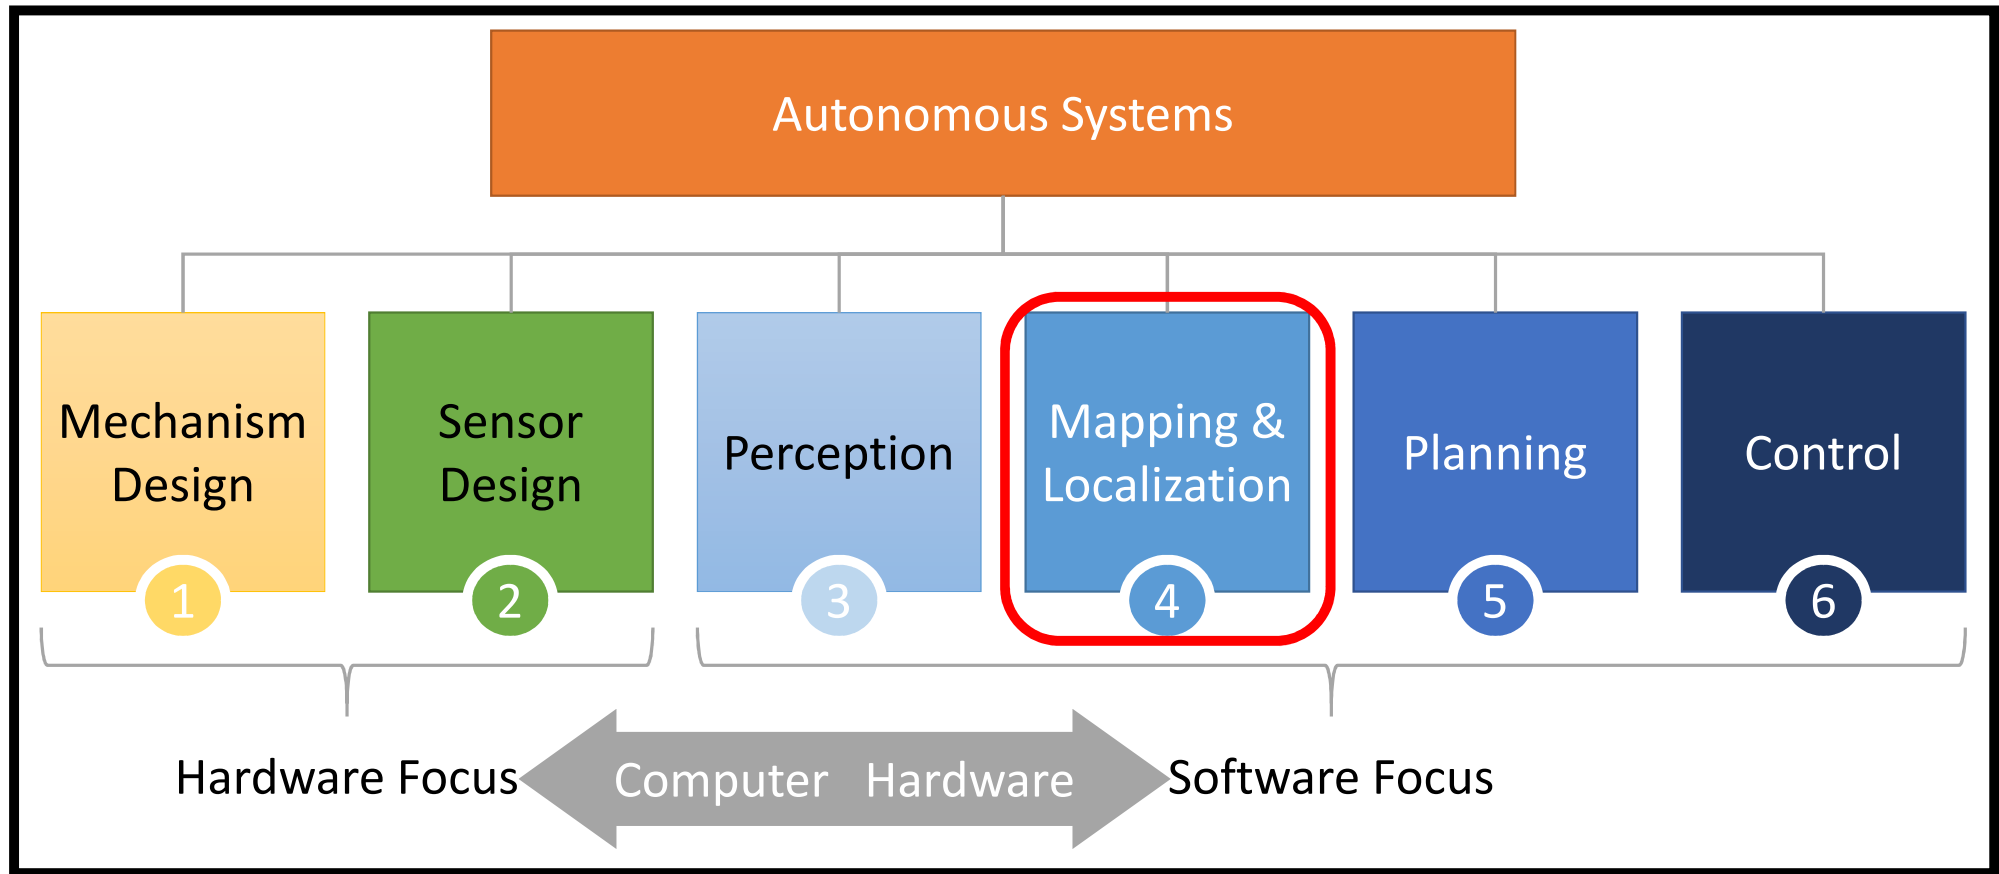 Autonomous Systems
Mechanism
Design
1
Sensor
Design
2
Perception
3
Mapping &
Localization
4
Planning
5
Control
6
Hardware Focus
Computer Hardware
Software Focus